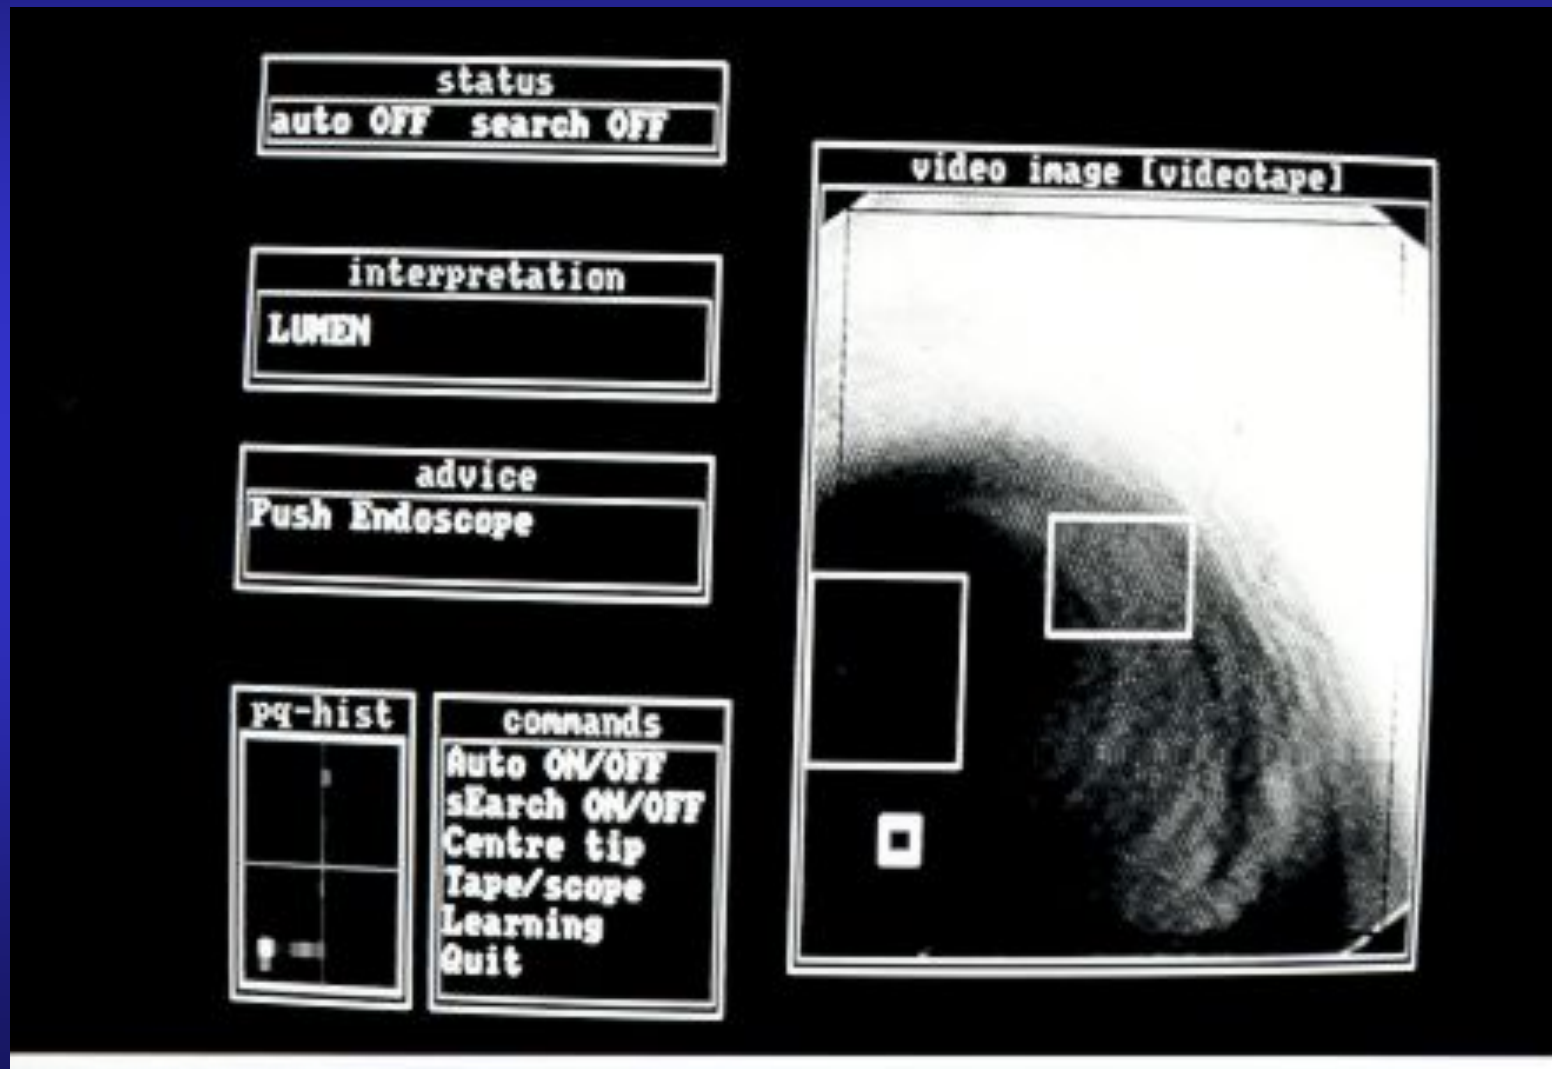 status
auto OFF search OFF
interpretation
LUMEN
advice
Push Endoscope
pq-hist
commands
Auto ON/OFF
sEarch ON/OFF
Centre tip
Tape/scope
Learning
Quit
video image [videotape]